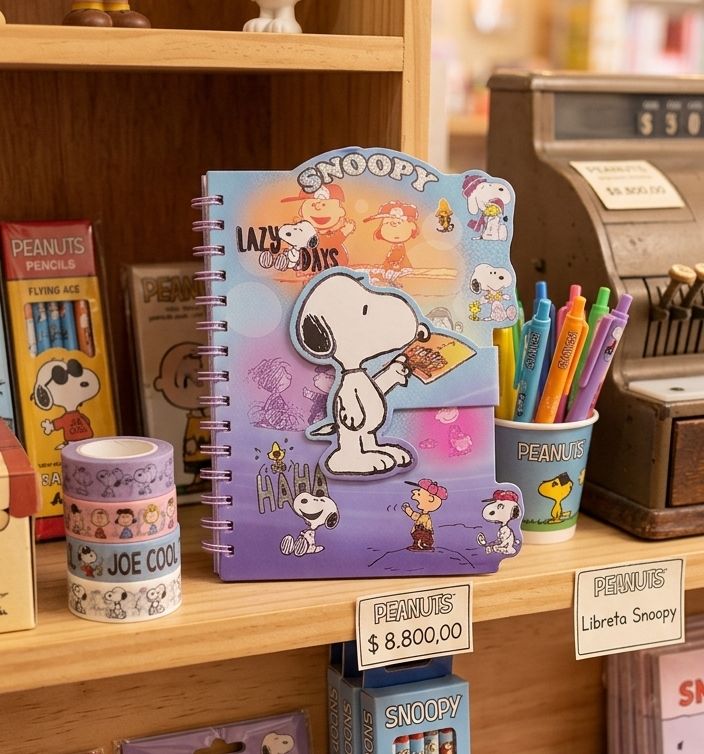 SNOOPY
LAZY
DAYS
HAHA
PEANUTS
PENCILS
FLYING ACE
JOE COOL
PEANUTS
PEANUTS
$8.800,00
PEANUTS
$ 8.800,00
PEANUTS
Libreta Snoopy
SNOOPY